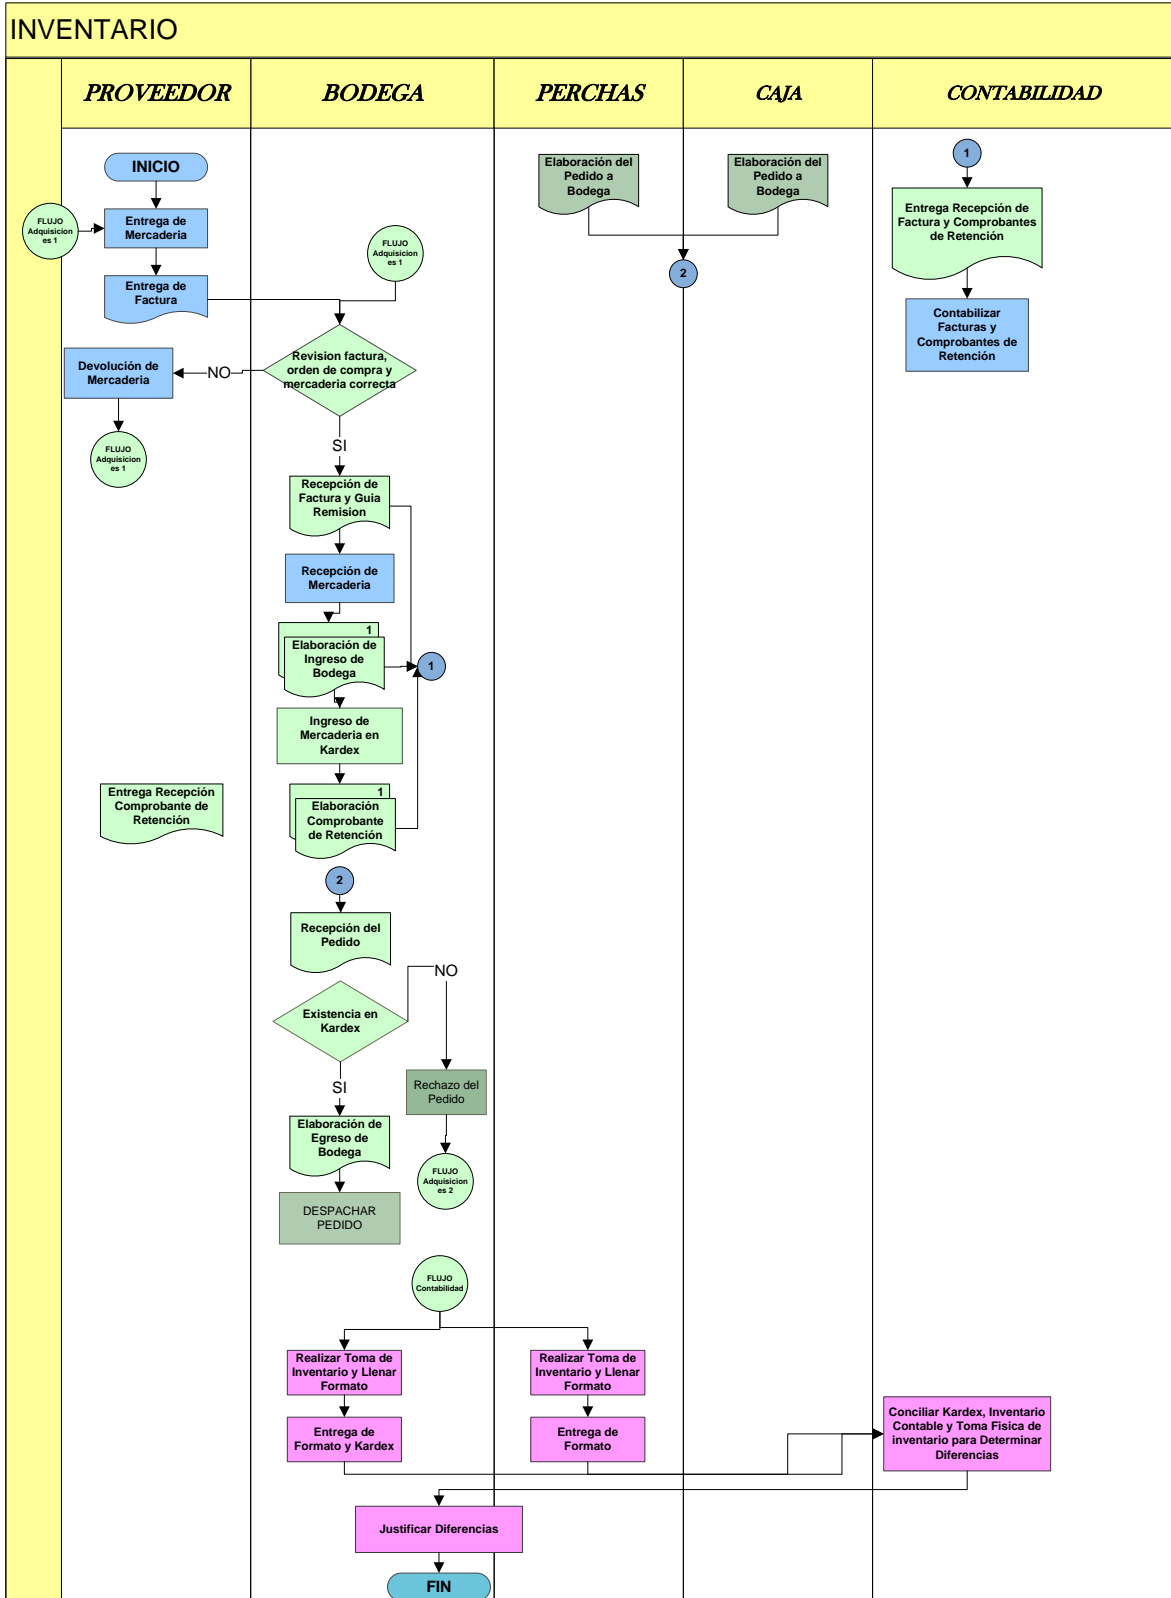 INVENTARIO
PROVEEDOR
BODEGA
PERCHAS
CAJA
CONTABILIDAD
INICIO
FLUJO
Adquisicion
es 1
Entrega de
Mercaderia
Entrega de
Factura
FLUJO
Adquisicion
es 1
Elaboración del
Pedido a
Bodega
Elaboración del
Pedido a
Bodega
2
1
Entrega Recepción de
Factura y Comprobantes
de Retención
Contabilizar
Facturas y
Comprobantes de
Retención
Devolución de
Mercaderia
NO
Revision factura,
orden de compra y
mercaderia correcta
FLUJO
Adquisicion
es 1
SI
Recepción de
Factura y Guia
Remision
Recepción de
Mercaderia
1
Elaboración de
Ingreso de
Bodega
1
Ingreso de
Mercaderia en
Kardex
Entrega Recepción
Comprobante de
Retención
1
Elaboración
Comprobante
de Retención
2
Recepción del
Pedido
NO
Existencia en
Kardex
SI
Rechazo del
Pedido
Elaboración de
Egreso de
Bodega
FLUJO
Adquisicion
es 2
DESPACHAR
PEDIDO
FLUJO
Contabilidad
Realizar Toma de
Inventario y Llenar
Formato
Realizar Toma de
Inventario y Llenar
Formato
Entrega de
Formato y Kardex
Entrega de
Formato
Conciliar Kardex, Inventario
Contable y Toma Fisica de
inventario para Determinar
Diferencias
Justificar Diferencias
FIN